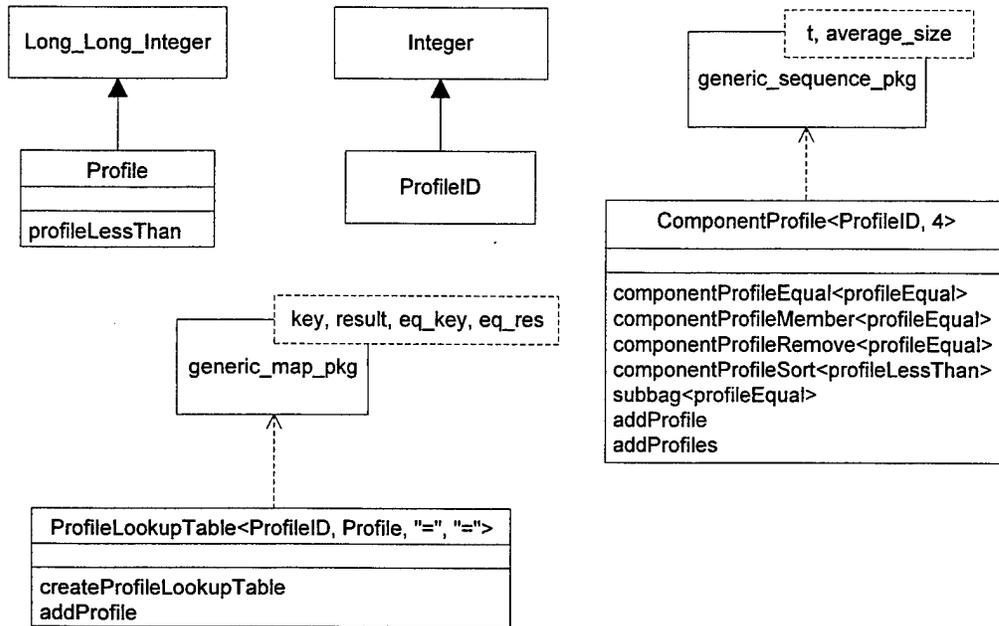 Long_Long_Integer
Profile
profileLessThan
Integer
ProfileID
t, average_size
generic_sequence_pkg
ComponentProfile<ProfileID, 4>
componentProfileEqual<profileEqual>
componentProfileMember<profileEqual>
componentProfileRemove<profileEqual>
componentProfileSort<profileLessThan>
subbag<profileEqual>
addProfile
addProfiles
key, result, eq_key, eq_res
generic_map_pkg
ProfileLookupTable<ProfileID, Profile, "=", "=">
createProfileLookupTable
addProfile